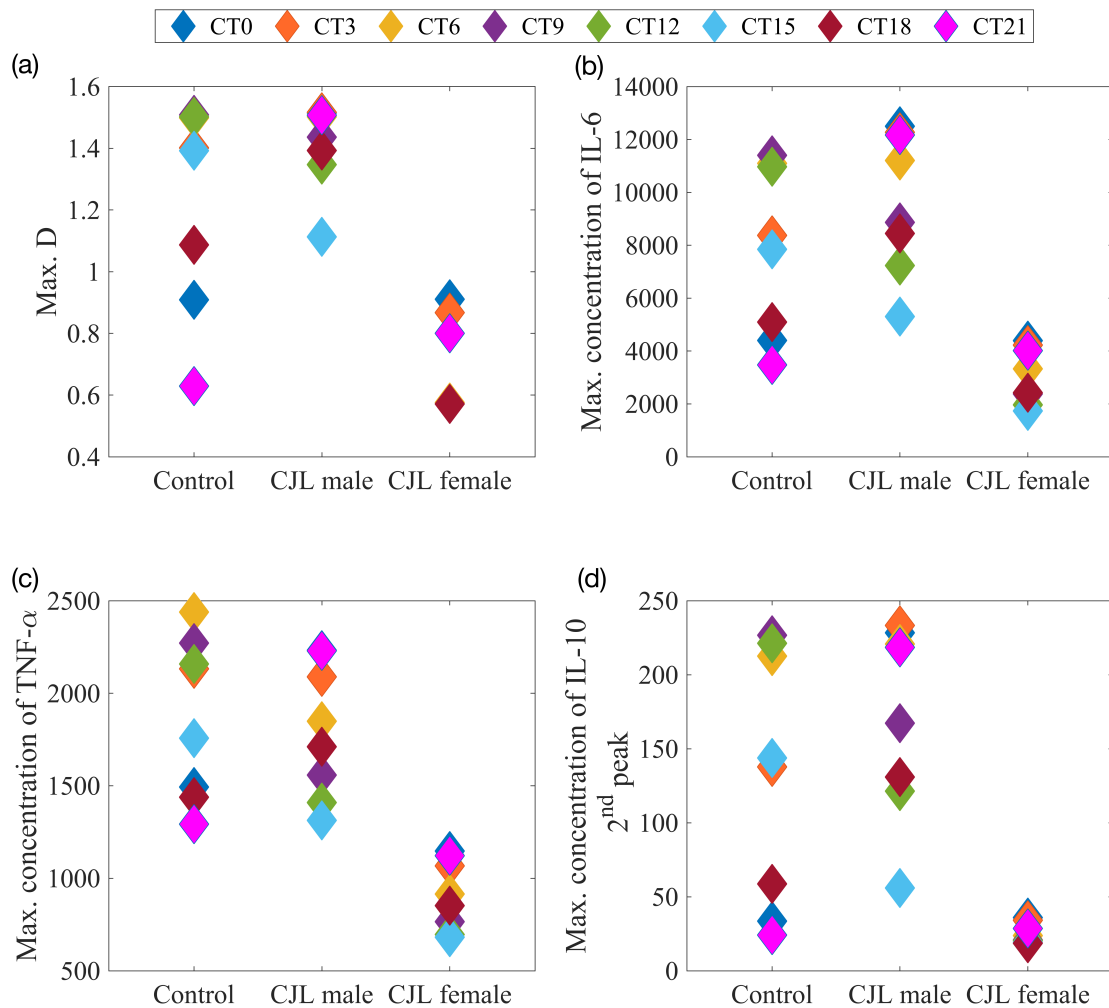 CT0 CT3 CT6 CT9 CT12 CT15 CT18 CT21
(a)
Max. D
1.6
1.4
1.2
1
0.8
0.6
0.4
Control CJL male CJL female
(b)
Max. concentration of IL-6
14000
12000
10000
8000
6000
4000
2000
0
Control CJL male CJL female
(c)
Max. concentration of TNF-α
2500
2000
1500
1000
500
Control CJL male CJL female
(d)
Max. concentration of IL-10
2nd peak
250
200
150
100
50
0
Control CJL male CJL female